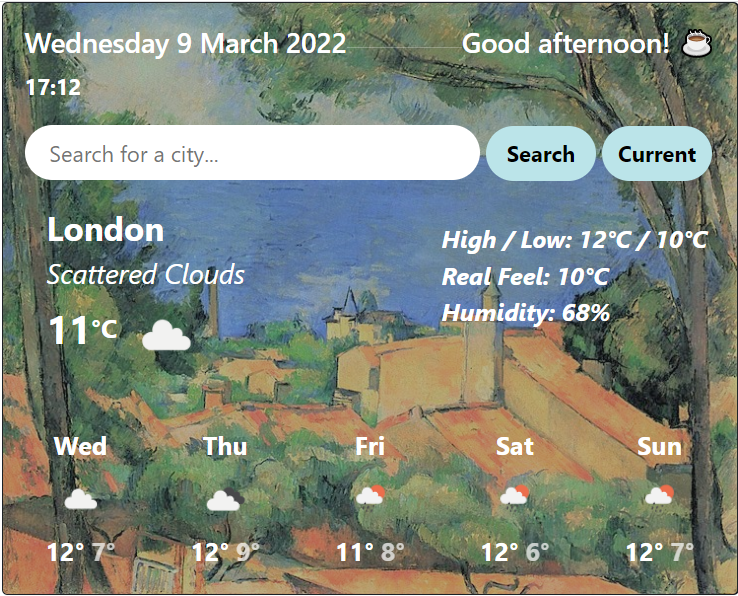 Wednesday 9 March 2022 Good afternoon! ☕
17:12
Search for a city... Search Current
London
Scattered Clouds
11°C
High / Low: 12°C / 10°C
Real Feel: 10°C
Humidity: 68%
Wed Thu Fri Sat Sun
12° 7° 12° 9° 11° 8° 12° 6° 12° 7°